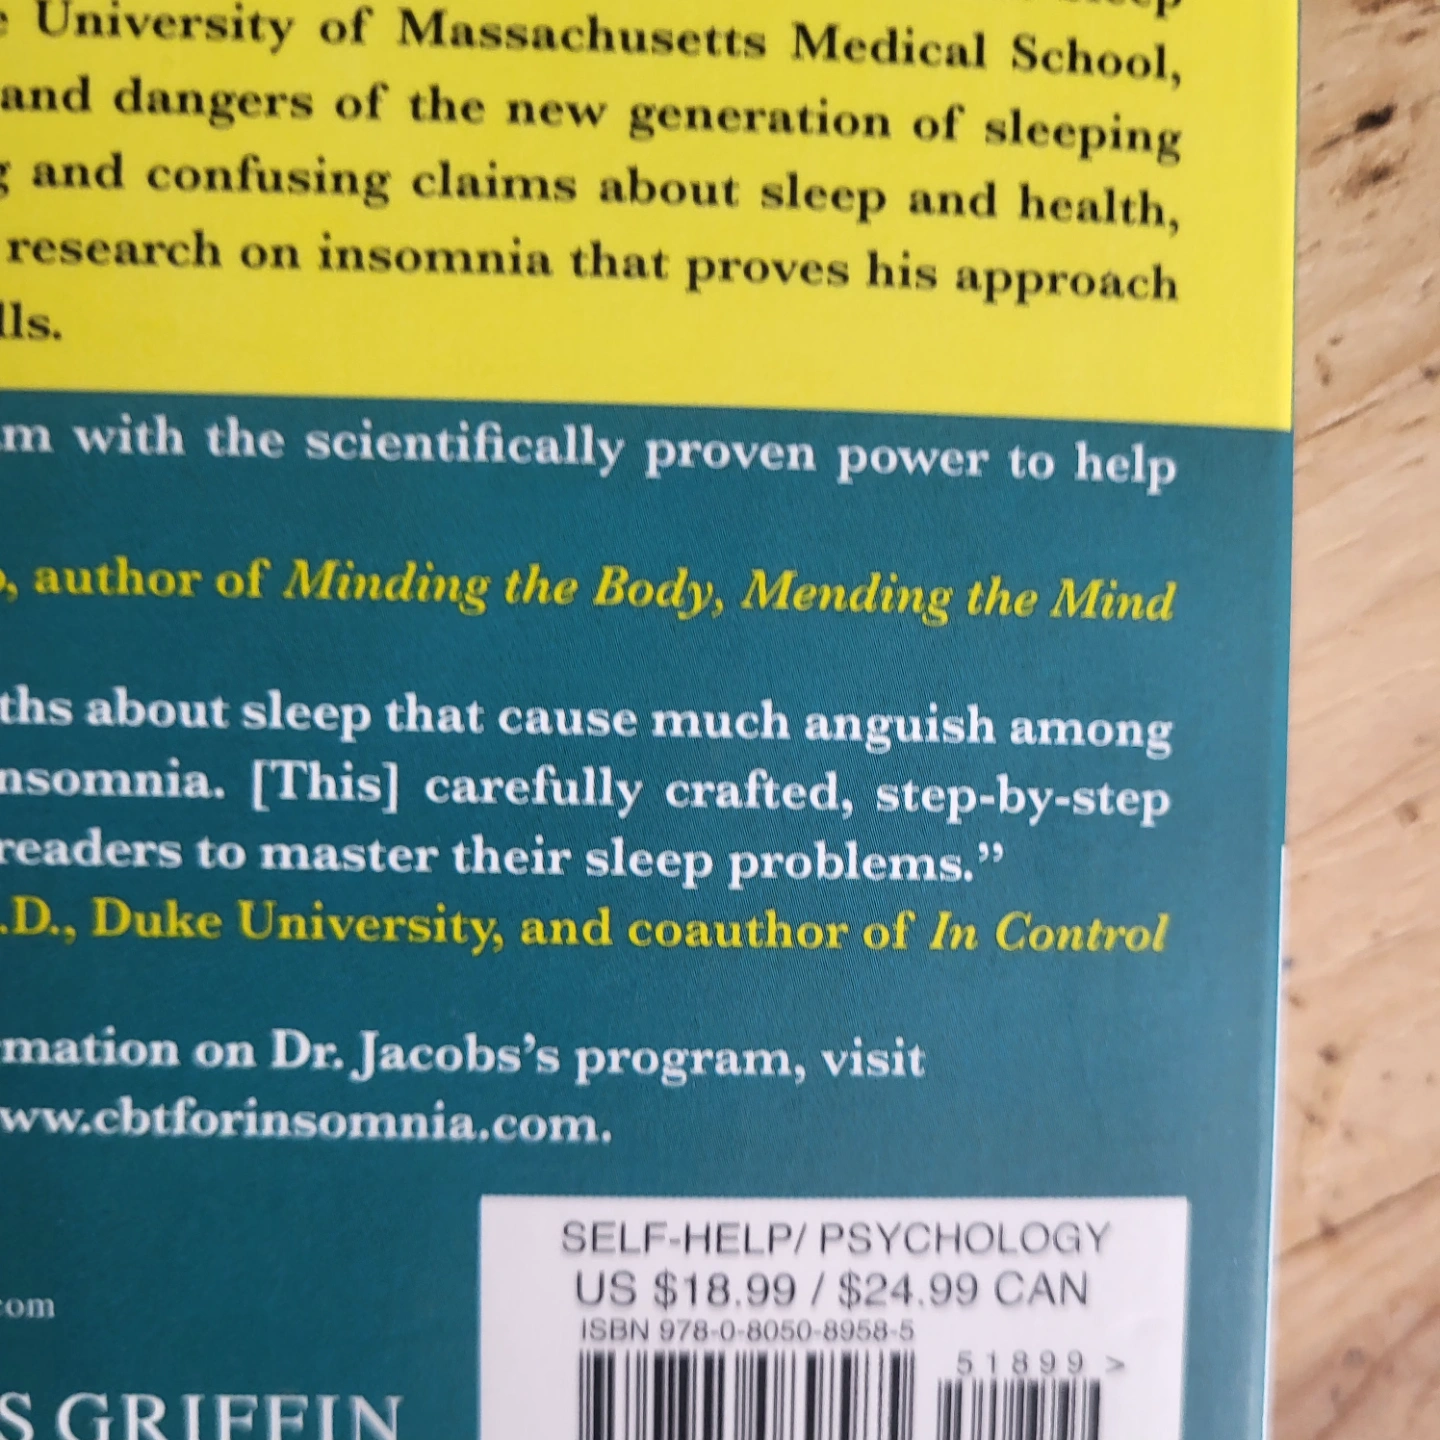 University of Massachusetts Medical School,
and dangers of the new generation of sleeping
and confusing claims about sleep and health,
research on insomnia that proves his approach
lls.
m with the scientifically proven power to help
, author of Minding the Body, Mending the Mind
ths about sleep that cause much anguish among
nsomnia. [This] carefully crafted, step-by-step
readers to master their sleep problems.”
.D., Duke University, and coauthor of In Control
mation on Dr. Jacobs’s program, visit
ww.cbtforinsomnia.com.
SELF-HELP/ PSYCHOLOGY
US $18.99 / $24.99 CAN
ISBN 978-0-8050-8958-5
51899 >
com
S GRIFFIN